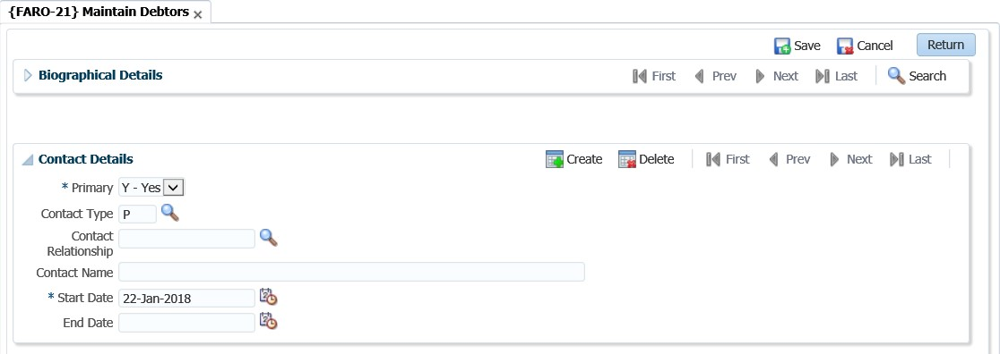 {FARO-21} Maintain Debtors
Save Cancel Return
Biographical Details First Prev Next Last Search
Contact Details Create Delete First Prev Next Last
* Primary Y - Yes
Contact Type P
Contact
Relationship
Contact Name
* Start Date 22-Jan-2018
End Date